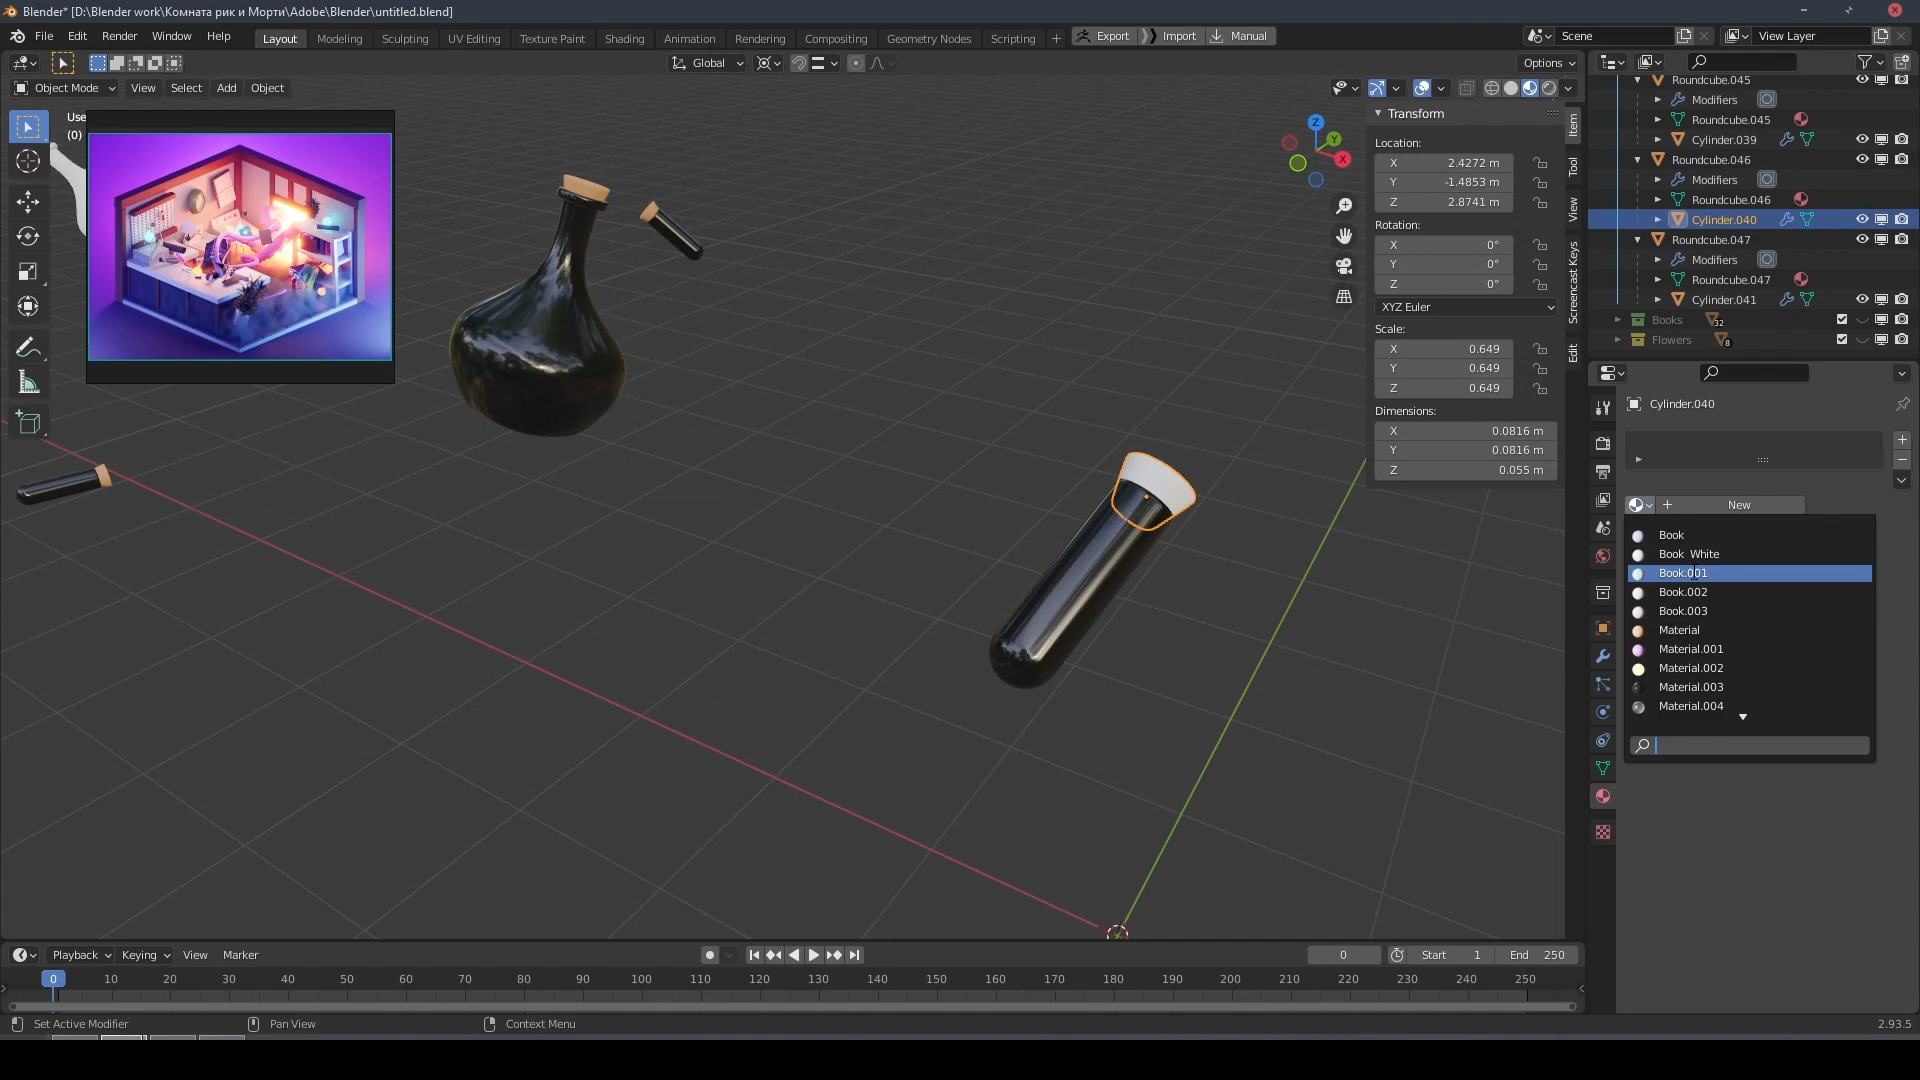 Blender* [D:\Blender work\Комната рик и Морти\Adobe\Blender\untitled.blend]
File Edit Render Window Help
Layout Modeling Sculpting UV Editing Texture Paint Shading Animation Rendering Compositing Geometry Nodes Scripting + Export Import Manual
Scene View Layer
Global Options
Object Mode View Select Add Object
Use
(0)
Z
Y
X
Transform
Location:
X 2.4272 m
Y -1.4853 m
Z 2.8741 m
Rotation:
X 0°
Y 0°
Z 0°
XYZ Euler
Scale:
X 0.649
Y 0.649
Z 0.649
Dimensions:
X 0.0816 m
Y 0.0816 m
Z 0.055 m
Item
Tool
View
Screencast Keys
Edit
Roundcube.045
Modifiers
Roundcube.045
Cylinder.039
Roundcube.046
Modifiers
Roundcube.046
Cylinder.040
Roundcube.047
Modifiers
Roundcube.047
Cylinder.041
Books 32
Flowers 8
Cylinder.040
+ New
Book
Book White
Book.001
Book.002
Book.003
Material
Material.001
Material.002
Material.003
Material.004
Playback Keying View Marker
0 Start 1 End 250
0 10 20 30 40 50 60 70 80 90 100 110 120 130 140 150 160 170 180 190 200 210 220 230 240 250
Set Active Modifier Pan View Context Menu
2.93.5